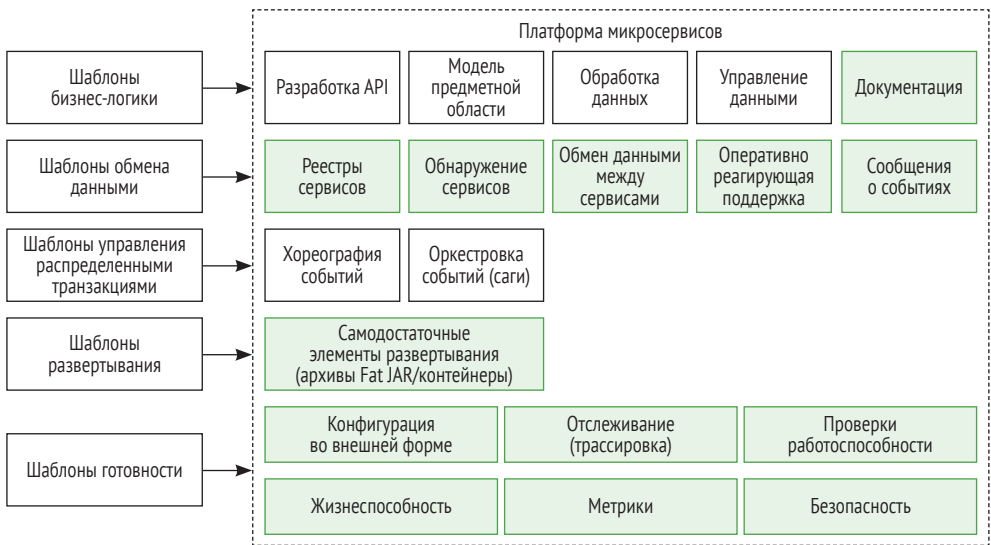 Платформа микросервисов
Шаблоны
бизнес-логики
Разработка API
Модель
предметной
области
Обработка
данных
Управление
данными
Документация
Шаблоны обмена
данными
Реестры
сервисов
Обнаружение
сервисов
Обмен данными
между
сервисами
Оперативно
реагирующая
поддержка
Сообщения
о событиях
Шаблоны управления
распределенными
транзакциями
Хореография
событий
Оркестровка
событий (саги)
Шаблоны
развертывания
Самодостаточные
элементы развертывания
(архивы Fat JAR/контейнеры)
Шаблоны готовности
Конфигурация
во внешней форме
Отслеживание
(трассировка)
Проверки
работоспособности
Жизнеспособность
Метрики
Безопасность